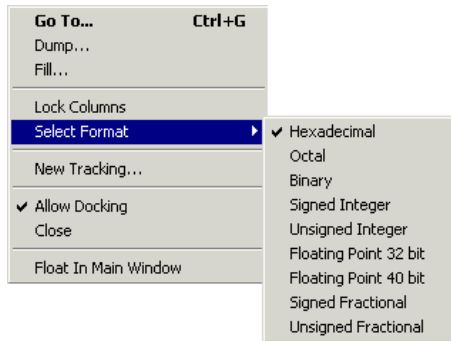 Go To... Ctrl+G
Dump...
Fill...
Lock Columns
Select Format
New Tracking...
Allow Docking
Close
Float In Main Window
Hexadecimal
Octal
Binary
Signed Integer
Unsigned Integer
Floating Point 32 bit
Floating Point 40 bit
Signed Fractional
Unsigned Fractional